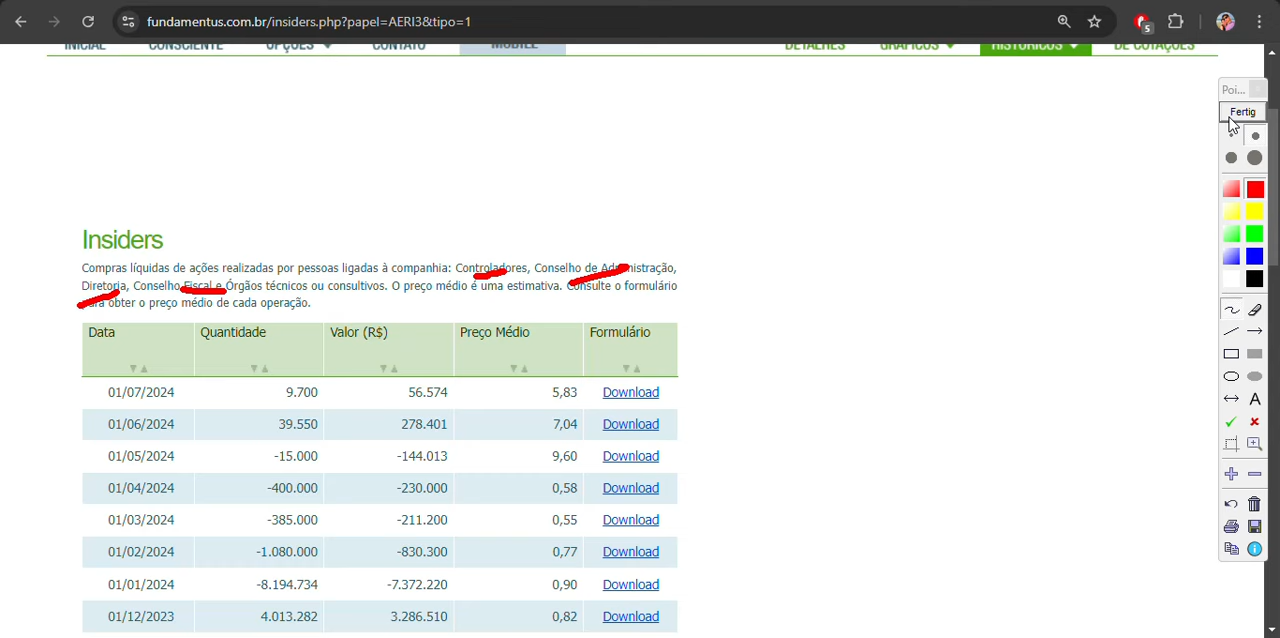 fundamentus.com.br/insiders.php?papel=AERI3&tipo=1
5
INICIAL CONSCIENTE OPÇÕES CONTATO MOBILE DETALHES GRÁFICOS HISTÓRICOS DE COTAÇÕES
Poi...
Fertig
Insiders
Compras líquidas de ações realizadas por pessoas ligadas à companhia: Controladores, Conselho de Administração,
Diretoria, Conselho Fiscal e Órgãos técnicos ou consultivos. O preço médio é uma estimativa. Consulte o formulário
para obter o preço médio de cada operação.
Data Quantidade Valor (R$) Preço Médio Formulário
01/07/2024 9.700 56.574 5,83 Download
01/06/2024 39.550 278.401 7,04 Download
01/05/2024 -15.000 -144.013 9,60 Download
01/04/2024 -400.000 -230.000 0,58 Download
01/03/2024 -385.000 -211.200 0,55 Download
01/02/2024 -1.080.000 -830.300 0,77 Download
01/01/2024 -8.194.734 -7.372.220 0,90 Download
01/12/2023 4.013.282 3.286.510 0,82 Download
A